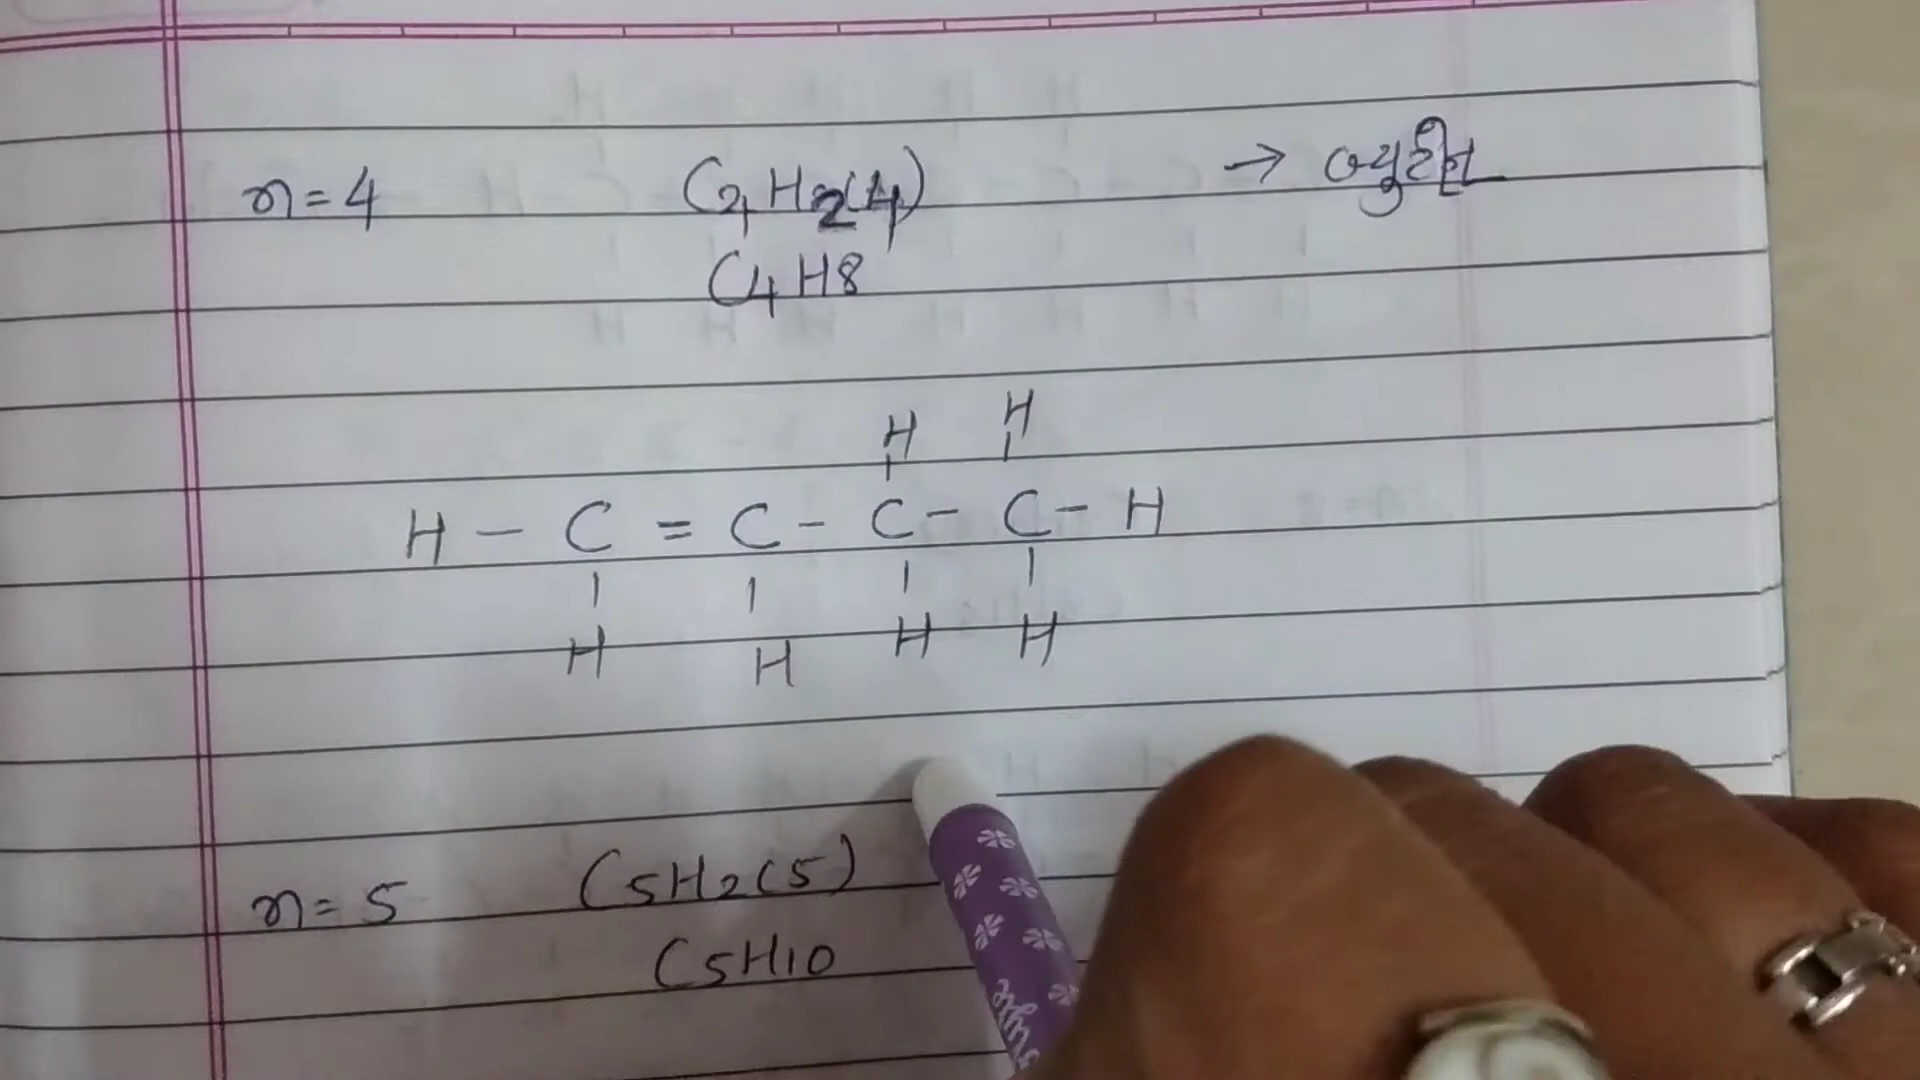 n = 4 C4H2(4) → બ્યુટીન
C4H8
H H
H - C = C - C - C - H
H H H H
n = 5 C5H2(5)
C5H10